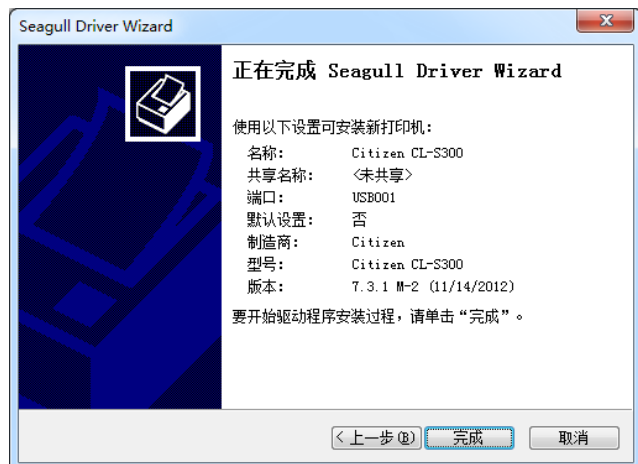 Seagull Driver Wizard
正在完成 Seagull Driver Wizard
使用以下设置可安装新打印机：
名称： Citizen CL-S300
共享名称： <未共享>
端口： USB001
默认设置： 否
制造商： Citizen
型号： Citizen CL-S300
版本： 7.3.1 M-2 (11/14/2012)
要开始驱动程序安装过程，请单击“完成”。
< 上一步(B) 完成 取消